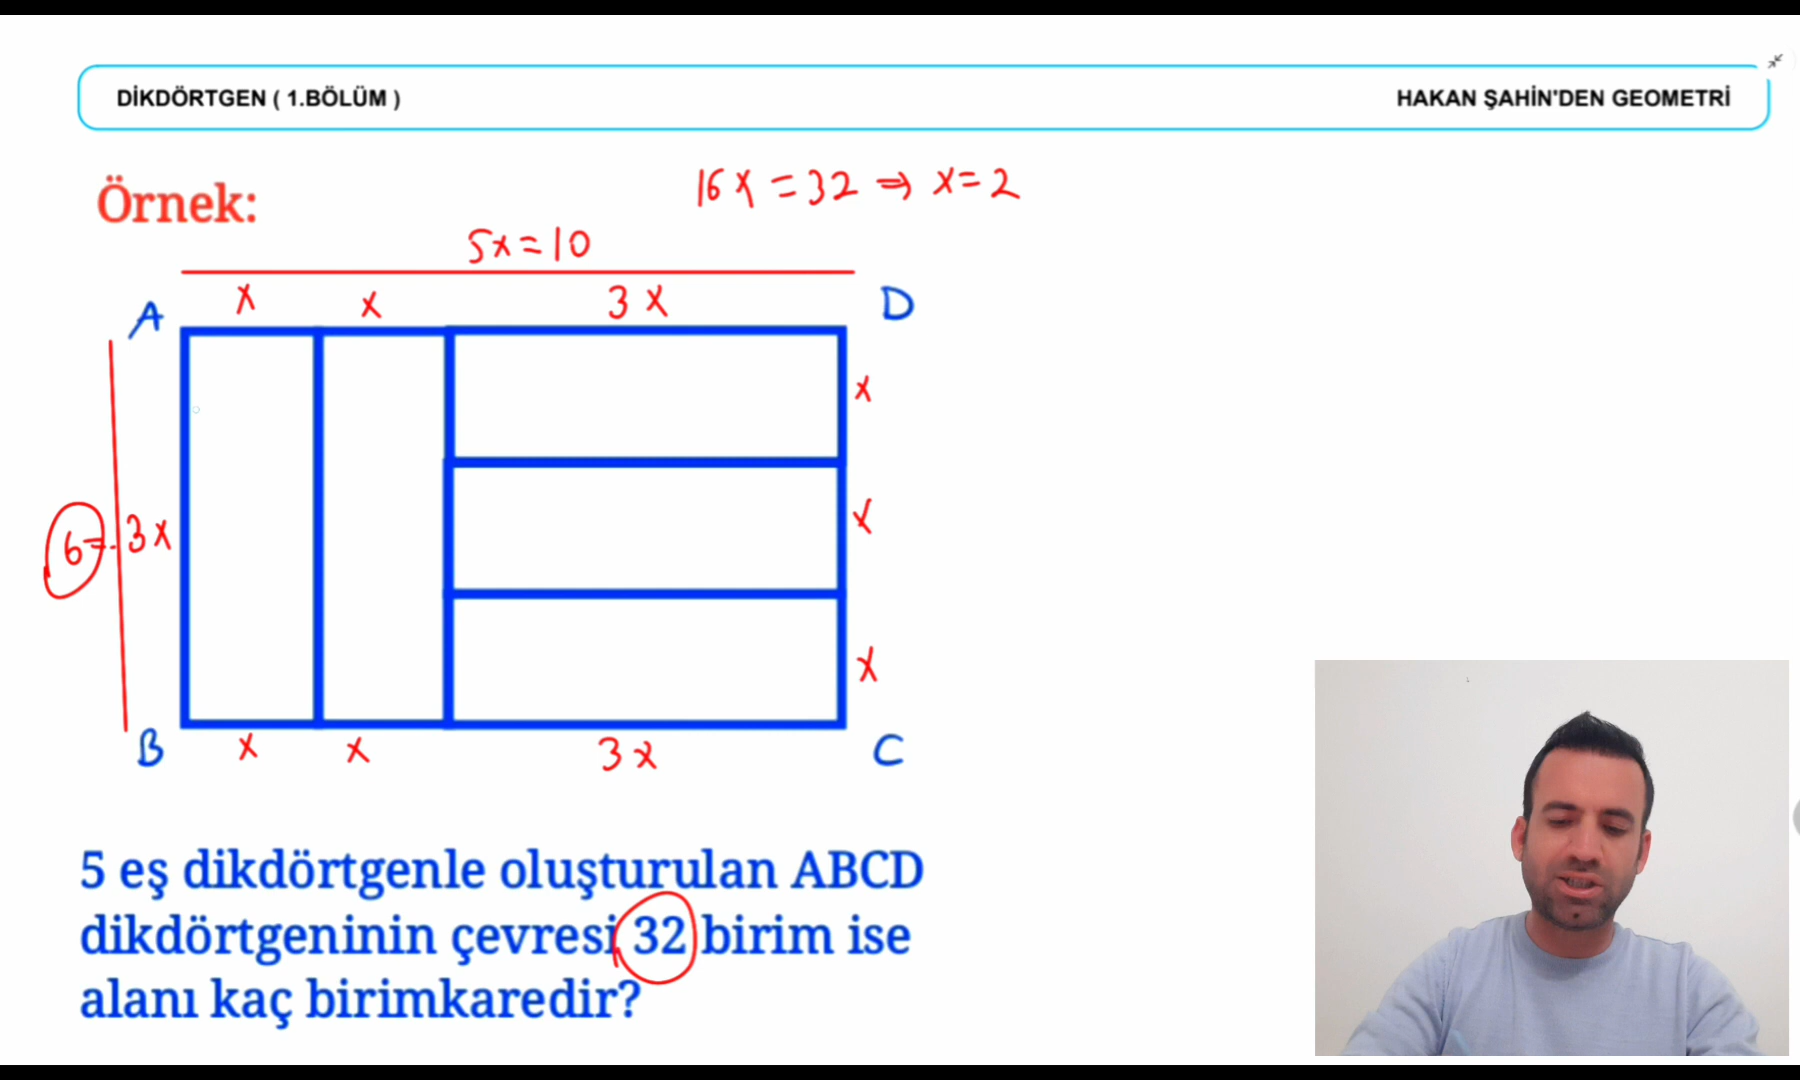 DİKDÖRTGEN ( 1.BÖLÜM )
HAKAN ŞAHİN'DEN GEOMETRİ
Örnek:
16x = 32 ⇒ x = 2
5x = 10
x x 3x
A D
x
6 = 3x x
x
B C
x x 3x
5 eş dikdörtgenle oluşturulan ABCD
dikdörtgeninin çevresi 32 birim ise
alanı kaç birimkaredir?